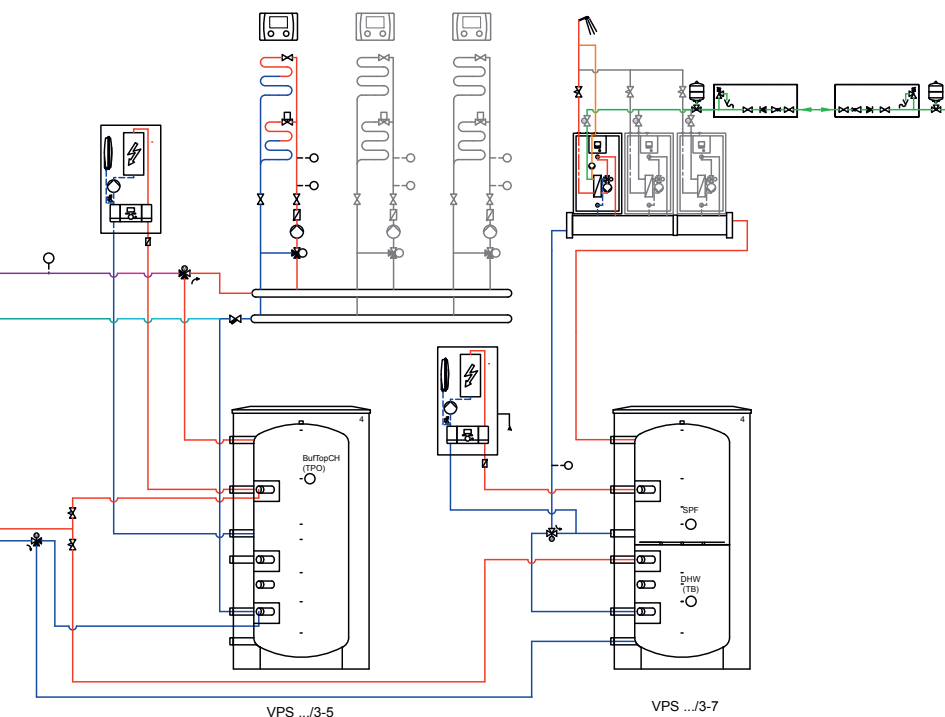 4
4
BufTopCH
(TPO)
SPF
DHW
(TB)
VPS .../3-5
VPS .../3-7